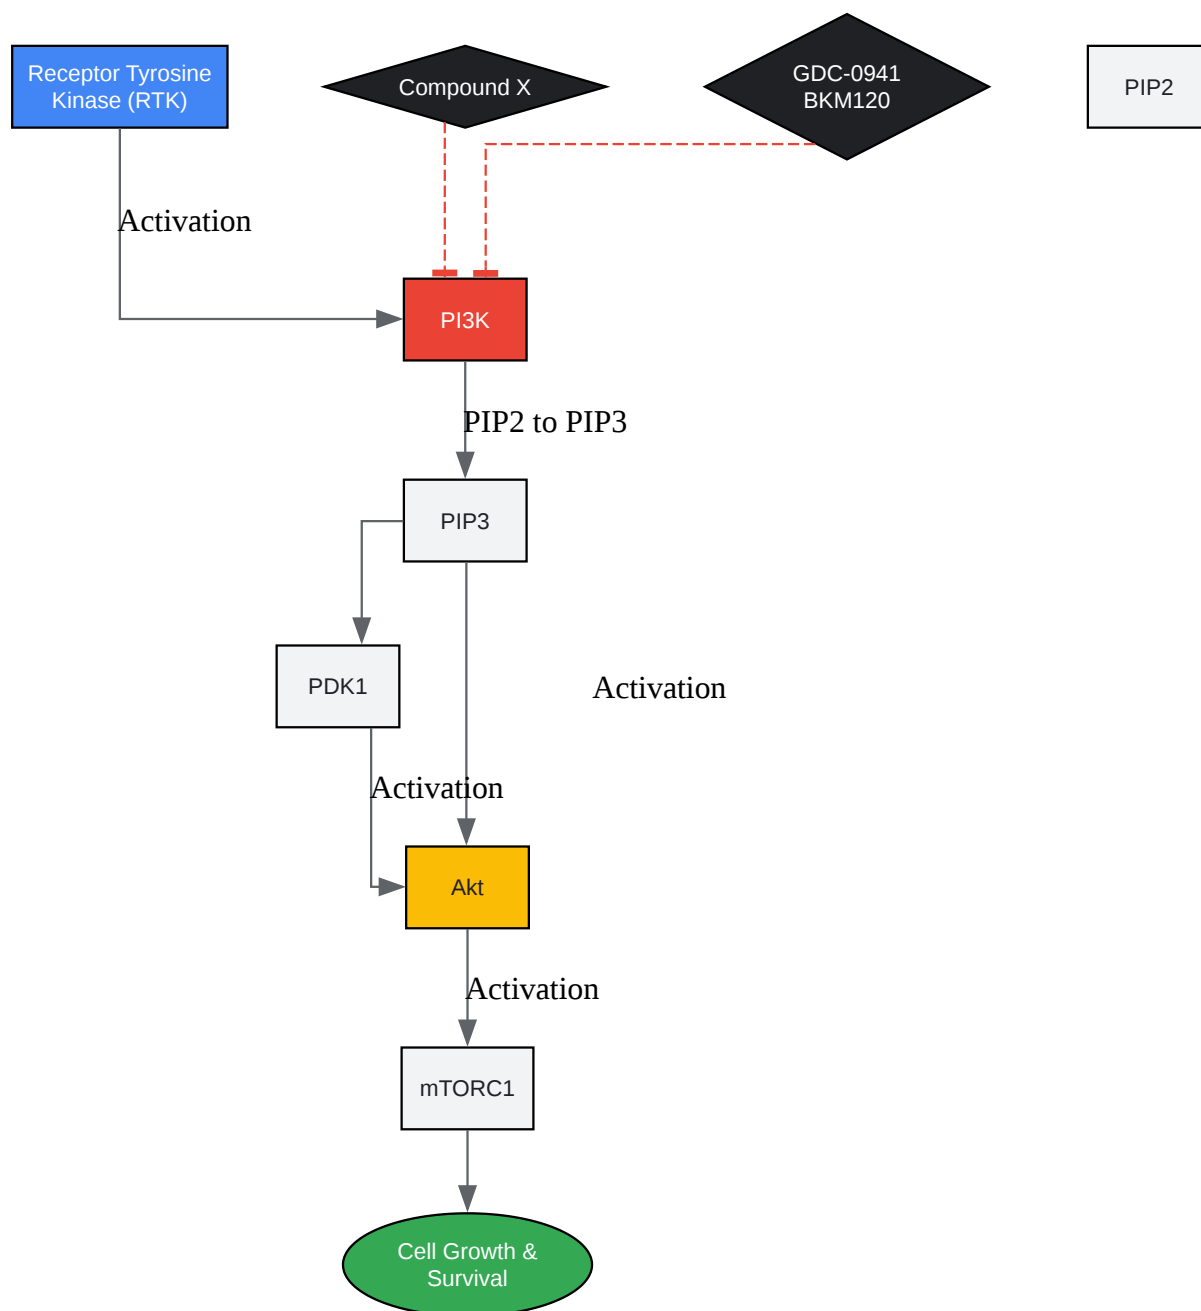 Receptor Tyrosine
Kinase (RTK)
Compound X
GDC-0941
BKM120
PIP2
Activation
PI3K
PIP2 to PIP3
PIP3
PDK1
Activation
Activation
Akt
Activation
mTORC1
Cell Growth &
Survival